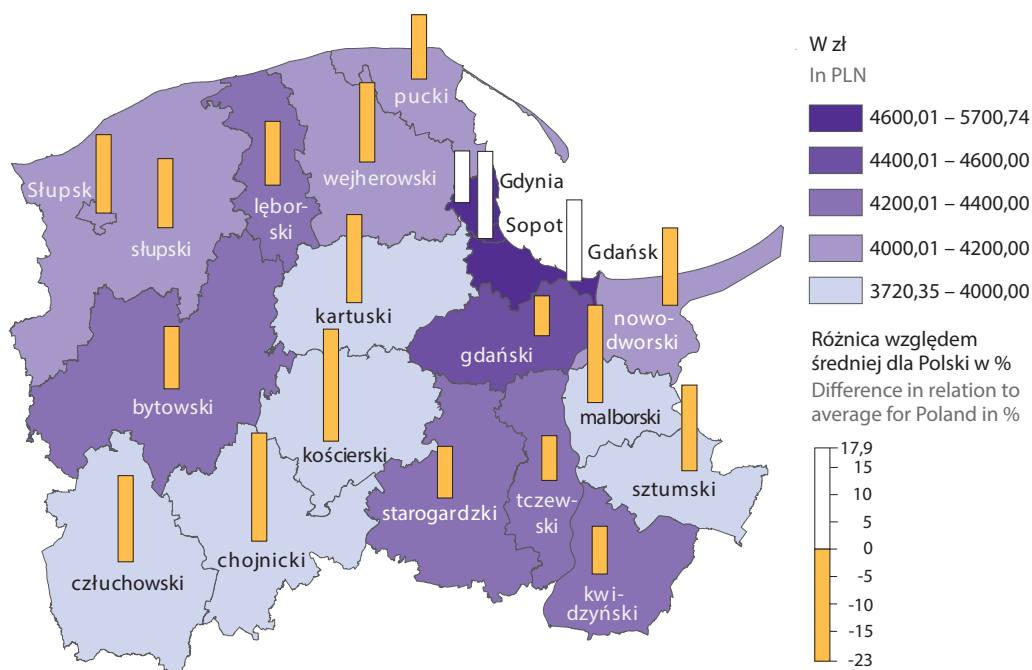 pucki
Słupsk
słupski
lębor-
ski
wejherowski
Gdynia
Sopot
Gdańsk
kartuski
gdański
nowo-
dworski
bytowski
malborski
kościerski
sztumski
starogardzki
tczew-
ski
człuchowski
chojnicki
kwi-
dzyński
W zł
In PLN
4600,01 – 5700,74
4400,01 – 4600,00
4200,01 – 4400,00
4000,01 – 4200,00
3720,35 – 4000,00
Różnica względem
średniej dla Polski w %
Difference in relation to
average for Poland in %
17,9
15
10
5
0
-5
-10
-15
-23